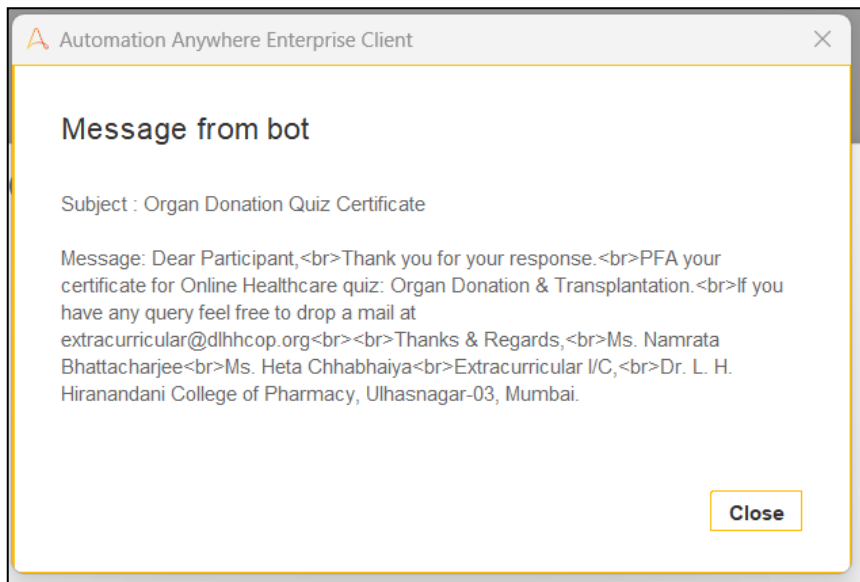 Automation Anywhere Enterprise Client
Message from bot
Subject : Organ Donation Quiz Certificate
Message: Dear Participant,<br>Thank you for your response.<br>PFA your
certificate for Online Healthcare quiz: Organ Donation & Transplantation.<br>If you
have any query feel free to drop a mail at
extracurricular@dlhhcop.org<br><br>Thanks & Regards,<br>Ms. Namrata
Bhattacharjee<br>Ms. Heta Chhabhaiya<br>Extracurricular I/C,<br>Dr. L. H.
Hiranandani College of Pharmacy, Ulhasnagar-03, Mumbai.
Close